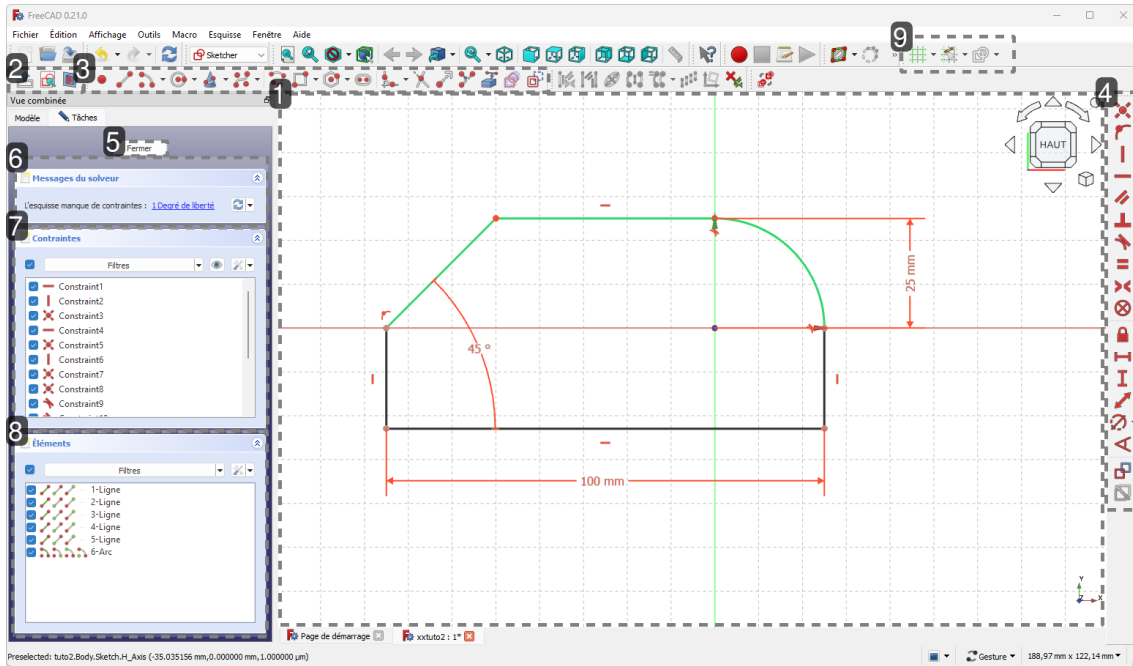 FreeCAD 0.21.0
Fichier Édition Affichage Outils Macro Esquisse Fenêtre Aide
Sketcher
9
2
3
1
4
Vue combinée
Modèle Tâches
5
Fermer
6
Messages du solveur
L'esquisse manque de contraintes : 1 Degré de liberté
7
Contraintes
Filtres
Constraint1
Constraint2
Constraint3
Constraint4
Constraint5
Constraint6
Constraint7
Constraint8
Constraint9
8
Éléments
Filtres
1-Ligne
2-Ligne
3-Ligne
4-Ligne
5-Ligne
6-Arc
HAUT
25 mm
45 °
100 mm
Y
Z X
Page de démarrage
xxtuto2 : 1*
Preselected: tuto2.Body.Sketch.H_Axis (-35.035156 mm,0.000000 mm,1.000000 µm)
Gesture
188,97 mm x 122,14 mm